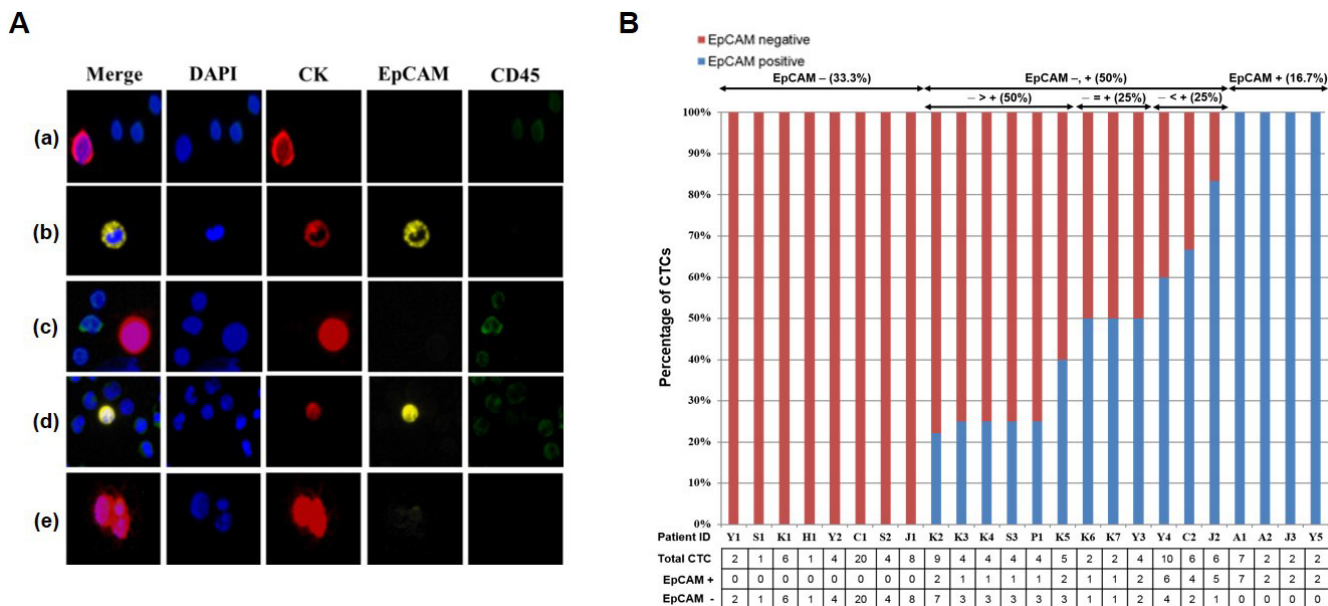 A
Merge DAPI CK EpCAM CD45
(a)
(b)
(c)
(d)
(e)
B
EpCAM negative
EpCAM positive
EpCAM – (33.3%) EpCAM –, + (50%) EpCAM + (16.7%)
– > + (50%) – = + (25%) – < + (25%)
Percentage of CTCs
100%
90%
80%
70%
60%
50%
40%
30%
20%
10%
0%
Patient ID Y1 S1 K1 H1 Y2 C1 S2 J1 K2 K3 K4 S3 P1 K5 K6 K7 Y3 Y4 C2 J2 A1 A2 J3 Y5
Total CTC 2 1 6 1 4 20 4 8 9 4 4 4 4 5 2 2 4 10 6 6 7 2 2 2
EpCAM + 0 0 0 0 0 0 0 0 2 1 1 1 1 2 1 1 2 6 4 5 7 2 2 2
EpCAM - 2 1 6 1 4 20 4 8 7 3 3 3 3 3 1 1 2 4 2 1 0 0 0 0